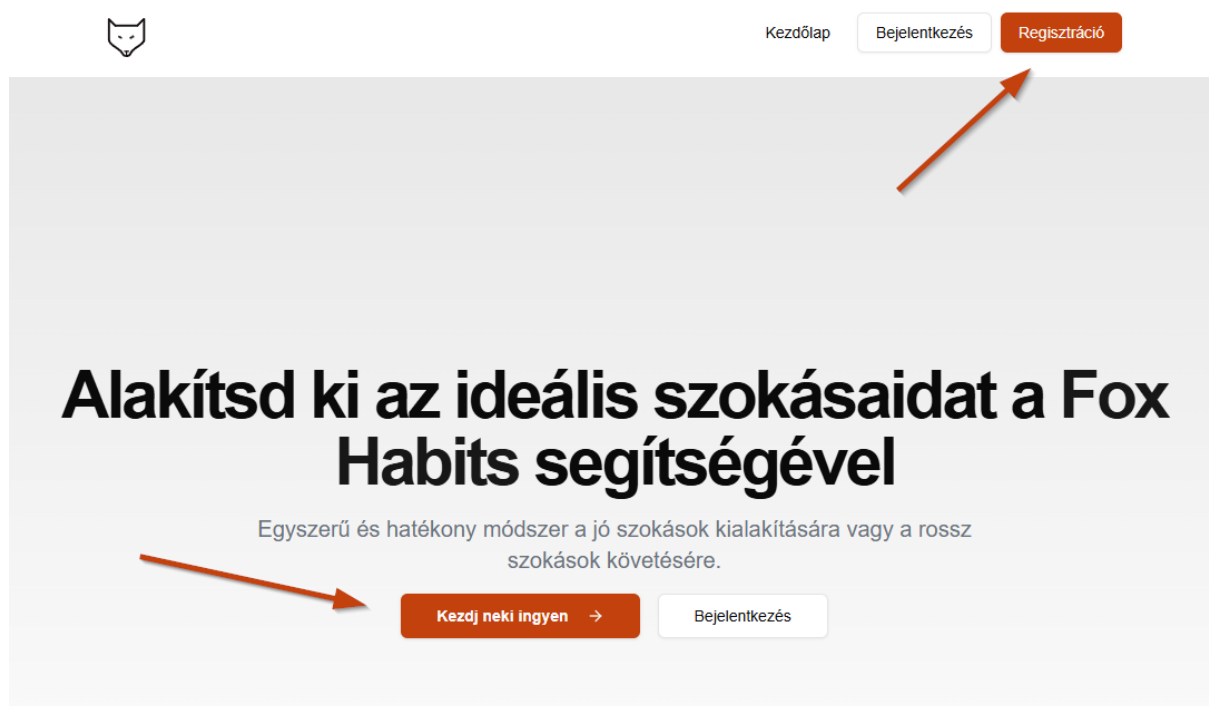 Kezdőlap Bejelentkezés Regisztráció
Alakítsd ki az ideális szokásaidat a Fox
Habits segítségével
Egyszerű és hatékony módszer a jó szokások kialakítására vagy a rossz
szokások követésére.
Kezdj neki ingyen → Bejelentkezés